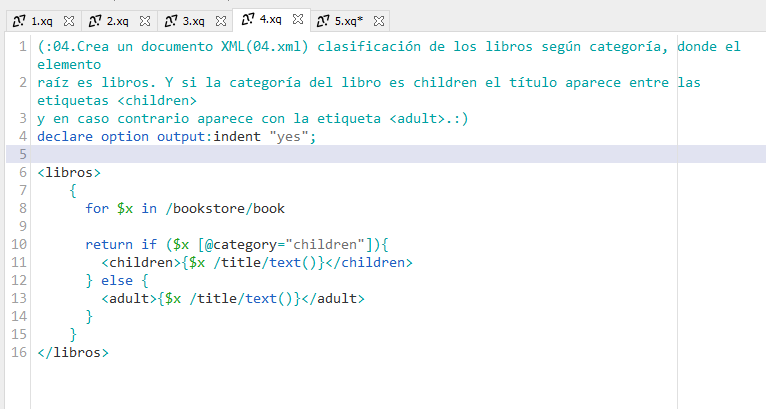 1.xq 2.xq 3.xq 4.xq 5.xq*
1 (:04.Crea un documento XML(04.xml) clasificación de los libros según categoría, donde el
elemento
2 raíz es libros. Y si la categoría del libro es children el título aparece entre las
etiquetas <children>
3 y en caso contrario aparece con la etiqueta <adult>.:)
4 declare option output:indent "yes";
5
6 <libros>
7     {
8       for $x in /bookstore/book
9
10       return if ($x [@category="children"]){
11         <children>{$x /title/text()}</children>
12       } else {
13         <adult>{$x /title/text()}</adult>
14       }
15     }
16 </libros>